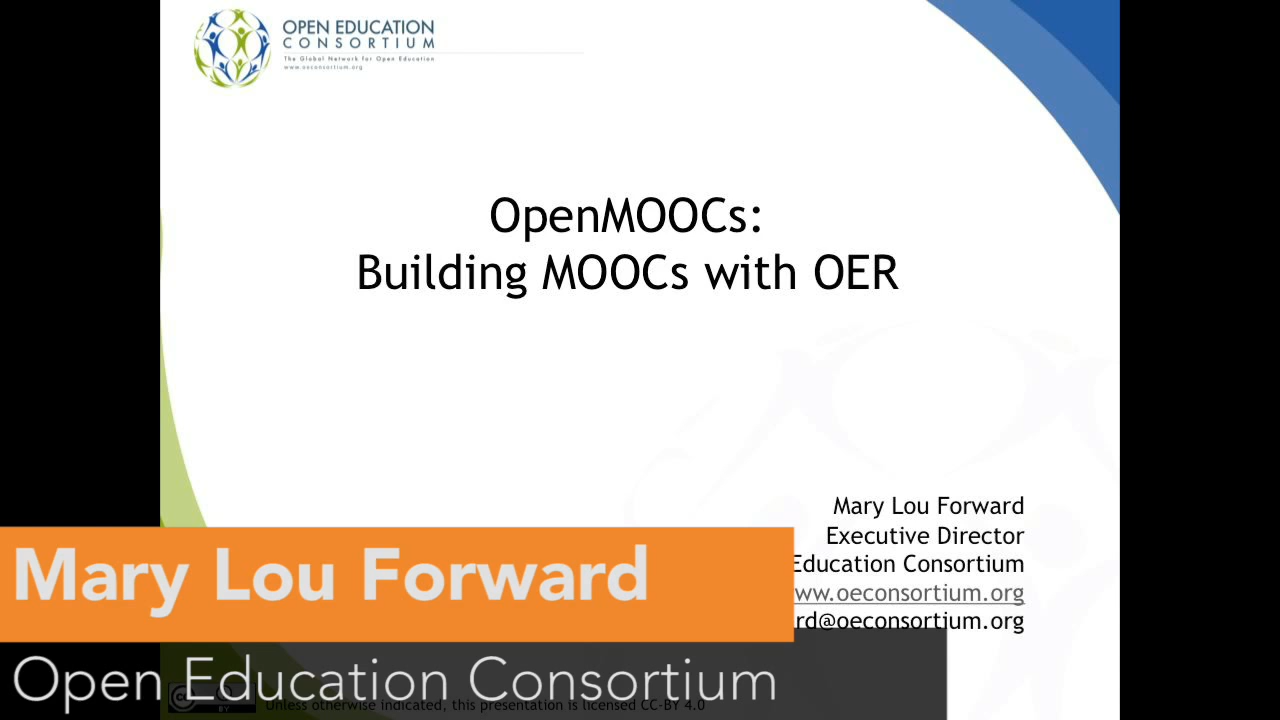 OPEN EDUCATION
CONSORTIUM
The Global Network for Open Education
www.oeconsortium.org
OpenMOOCs:
Building MOOCs with OER
Mary Lou Forward
Executive Director
Education Consortium
ww.oeconsortium.org
rd@oeconsortium.org
Mary Lou Forward
Open Education Consortium
BY
Unless otherwise indicated, this presentation is licensed CC-BY 4.0